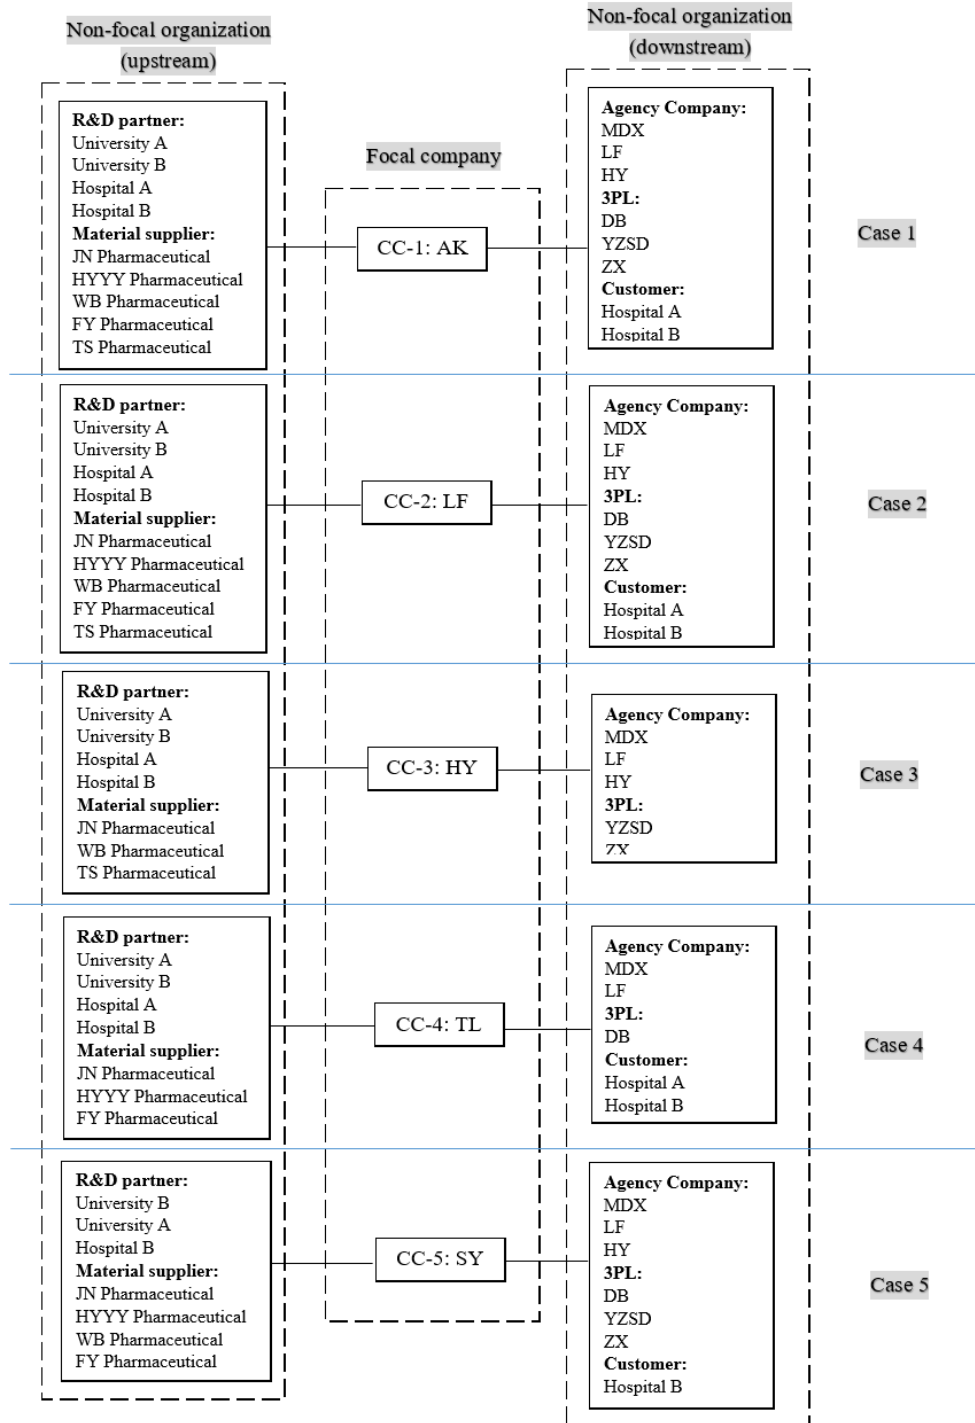 Non-focal organization
(upstream)
Non-focal organization
(downstream)
Focal company
R&D partner:
University A
University B
Hospital A
Hospital B
Material supplier:
JN Pharmaceutical
HYYY Pharmaceutical
WB Pharmaceutical
FY Pharmaceutical
TS Pharmaceutical
CC-1: AK
Agency Company:
MDX
LF
HY
3PL:
DB
YZSD
ZX
Customer:
Hospital A
Hospital B
Case 1
R&D partner:
University A
University B
Hospital A
Hospital B
Material supplier:
JN Pharmaceutical
HYYY Pharmaceutical
WB Pharmaceutical
FY Pharmaceutical
TS Pharmaceutical
CC-2: LF
Agency Company:
MDX
LF
HY
3PL:
DB
YZSD
ZX
Customer:
Hospital A
Hospital B
Case 2
R&D partner:
University A
University B
Hospital A
Hospital B
Material supplier:
JN Pharmaceutical
WB Pharmaceutical
TS Pharmaceutical
CC-3: HY
Agency Company:
MDX
LF
HY
3PL:
YZSD
ZX
Case 3
R&D partner:
University A
University B
Hospital A
Hospital B
Material supplier:
JN Pharmaceutical
HYYY Pharmaceutical
FY Pharmaceutical
CC-4: TL
Agency Company:
MDX
LF
3PL:
DB
Customer:
Hospital A
Hospital B
Case 4
R&D partner:
University B
University A
Hospital B
Material supplier:
JN Pharmaceutical
HYYY Pharmaceutical
WB Pharmaceutical
FY Pharmaceutical
CC-5: SY
Agency Company:
MDX
LF
HY
3PL:
DB
YZSD
ZX
Customer:
Hospital B
Case 5